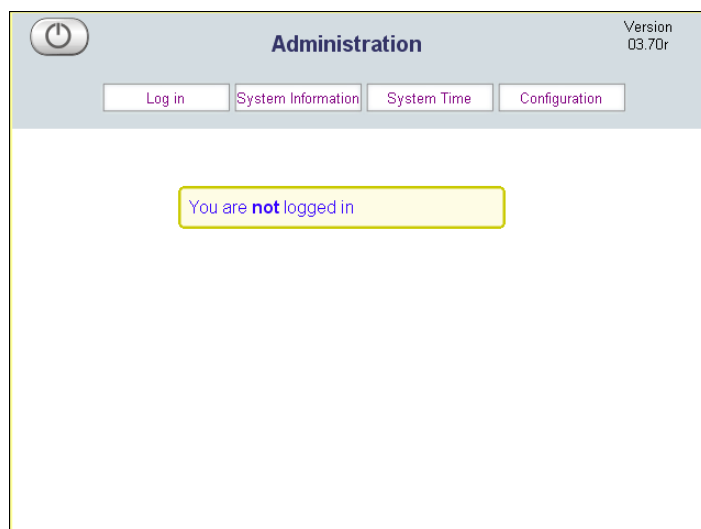 Administration
Version
03.70r
Log in
System Information
System Time
Configuration
You are not logged in